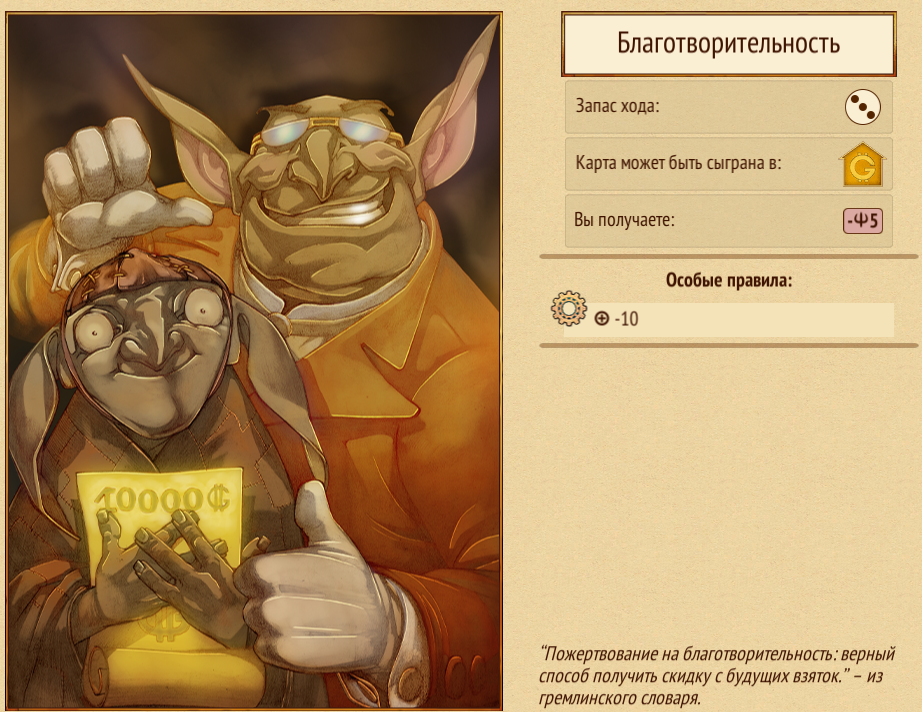 Благотворительность
Запас хода:
Карта может быть сыграна в:
G
Вы получаете:
-₼5
Особые правила:
⊕ -10
10000₲
“Пожертвование на благотворительность: верный
способ получить скидку с будущих взяток.” – из
гремлинского словаря.